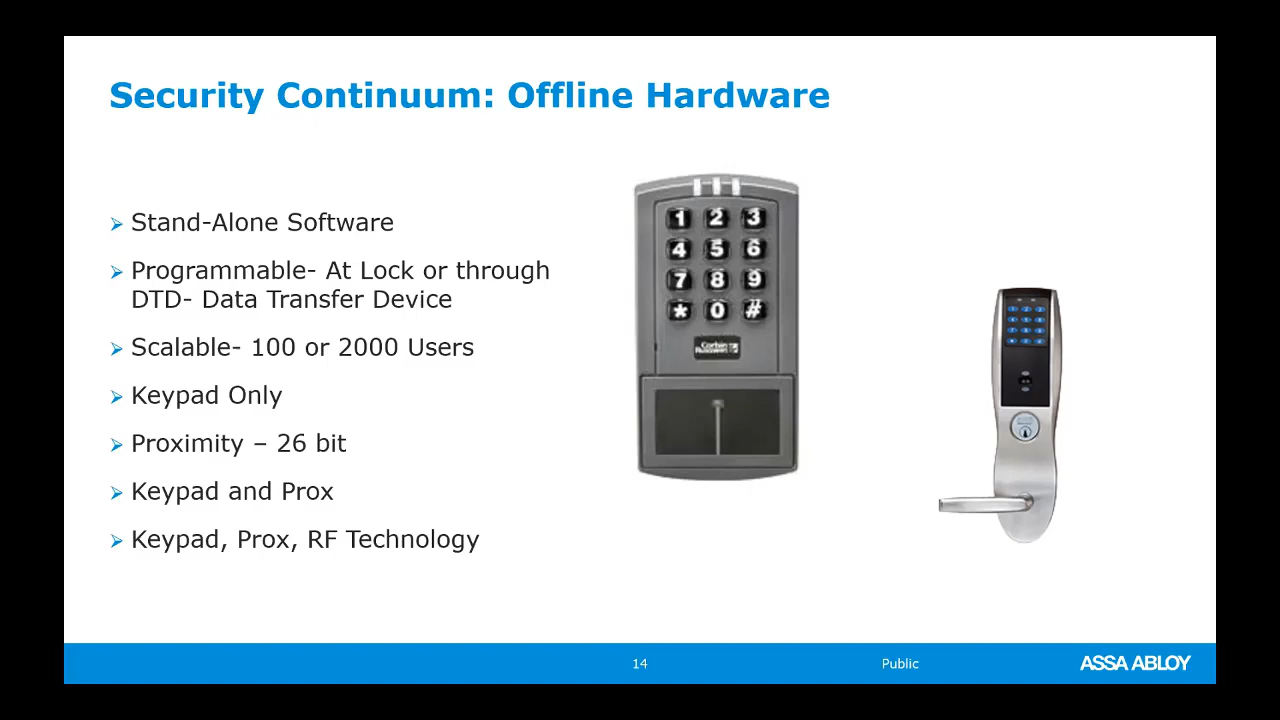 Security Continuum: Offline Hardware
➢ Stand-Alone Software
➢ Programmable- At Lock or through
DTD- Data Transfer Device
➢ Scalable- 100 or 2000 Users
➢ Keypad Only
➢ Proximity – 26 bit
➢ Keypad and Prox
➢ Keypad, Prox, RF Technology
1 2 3
4 5 6
7 8 9
* 0 #
Corbin
Russwin
14 Public ASSA ABLOY